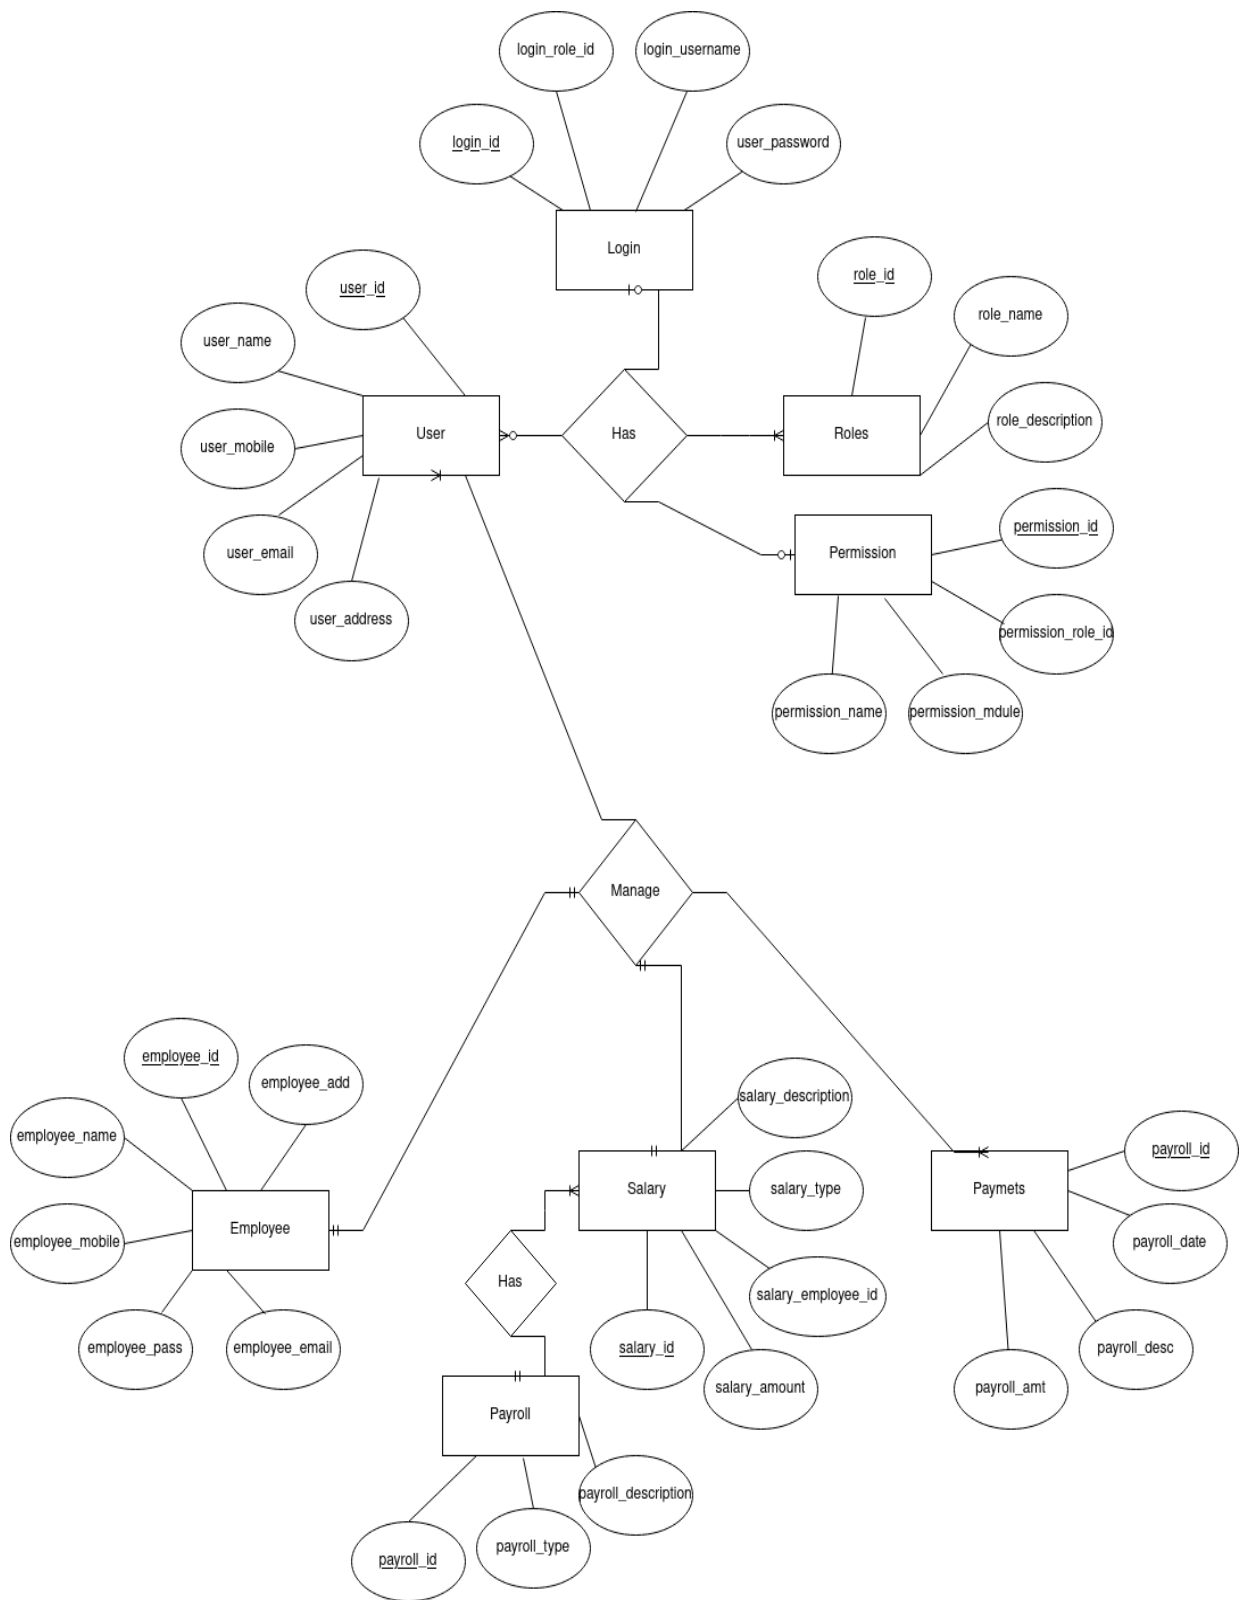 login_role_id
login_username
login_id
user_password
Login
user_id
role_id
role_name
user_name
user_mobile
User
Has
Roles
role_description
user_email
user_address
Permission
permission_id
permission_role_id
permission_name
permission_mdule
Manage
employee_id
employee_add
employee_name
employee_mobile
Employee
employee_pass
employee_email
salary_description
Salary
salary_type
salary_employee_id
salary_id
salary_amount
Paymets
payroll_id
payroll_date
payroll_desc
payroll_amt
Has
Payroll
payroll_description
payroll_type
payroll_id